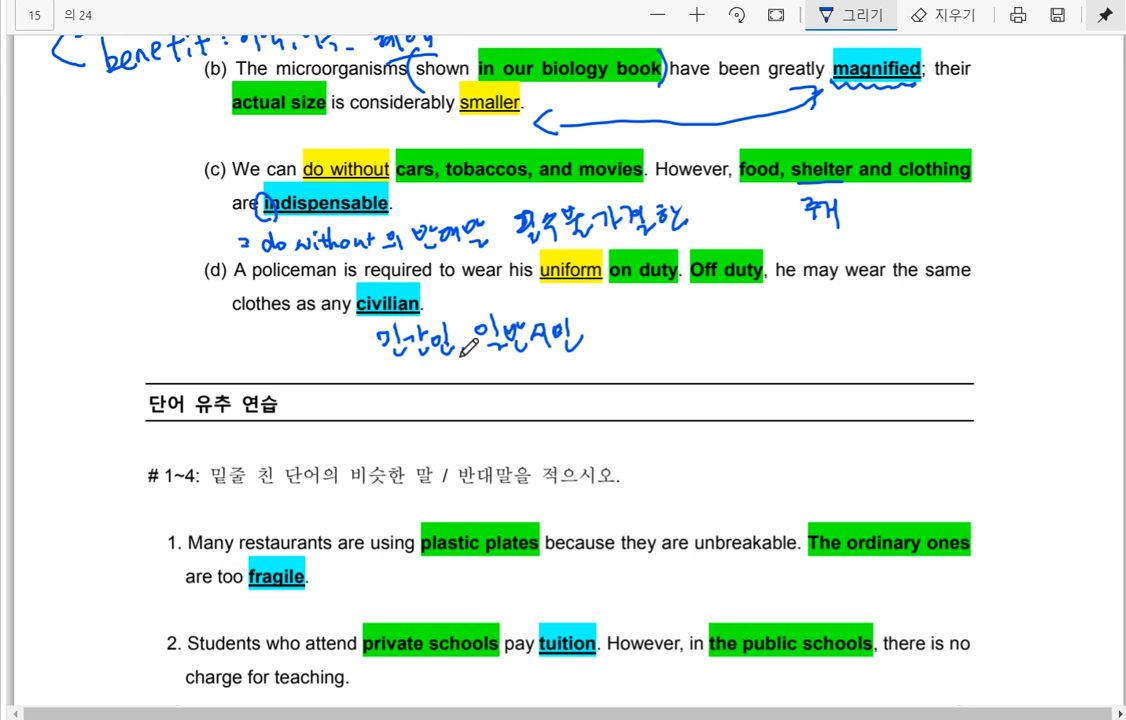 15 의 24 그리기 지우기
benefit :
(b) The microorganisms shown in our biology book have been greatly magnified; their
actual size is considerably smaller.
(c) We can do without cars, tobaccos, and movies. However, food, shelter and clothing
are indispensable.
주거
do without의 반대말 필수불가결한
(d) A policeman is required to wear his uniform on duty. Off duty, he may wear the same
clothes as any civilian.
민간인, 일반시민
단어 유추 연습
# 1~4: 밑줄 친 단어의 비슷한 말 / 반대말을 적으시오.
1. Many restaurants are using plastic plates because they are unbreakable. The ordinary ones
are too fragile.
2. Students who attend private schools pay tuition. However, in the public schools, there is no
charge for teaching.